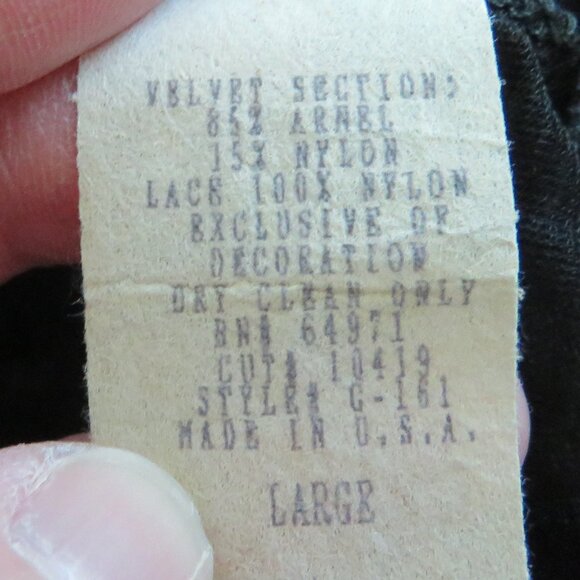 VELVET SECTION:
85% ARNEL
15% NYLON
LACE 100% NYLON
EXCLUSIVE OF
DECORATION
DRY CLEAN ONLY
RN# 64971
CUT# 10419
STYLE# G-161
MADE IN U.S.A.
LARGE